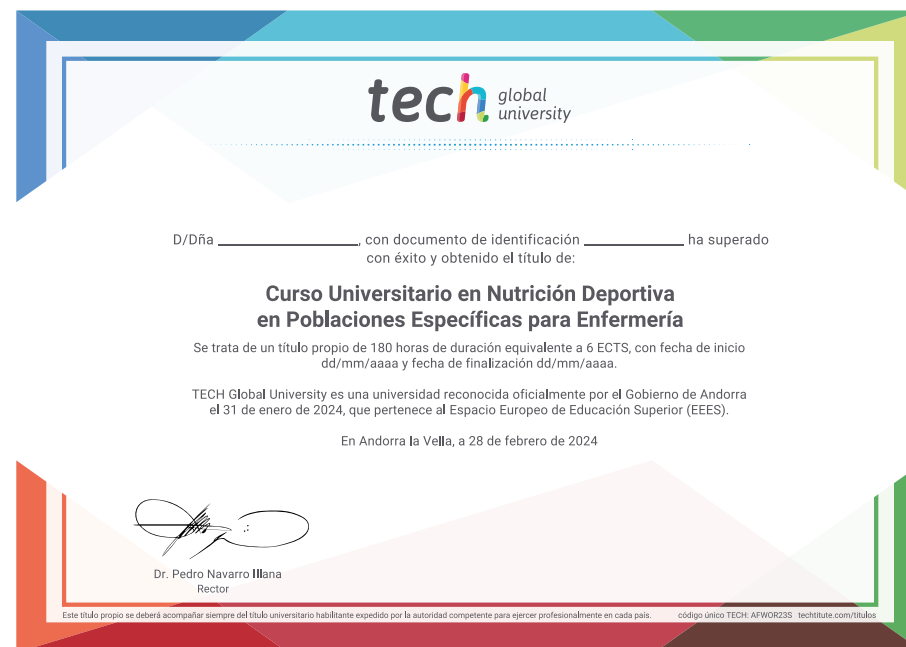 tech global
university
D/Dña ____________, con documento de identificación ____________ ha superado
con éxito y obtenido el título de:
Curso Universitario en Nutrición Deportiva
en Poblaciones Específicas para Enfermería
Se trata de un título propio de 180 horas de duración equivalente a 6 ECTS, con fecha de inicio
dd/mm/aaaa y fecha de finalización dd/mm/aaaa.
TECH Global University es una universidad reconocida oficialmente por el Gobierno de Andorra
el 31 de enero de 2024, que pertenece al Espacio Europeo de Educación Superior (EEES).
En Andorra la Vella, a 28 de febrero de 2024
Dr. Pedro Navarro Illana
Rector
Este título propio se deberá acompañar siempre del título universitario habilitante expedido por la autoridad competente para ejercer profesionalmente en cada país. código único TECH: AFWOR23S techtitute.com/titulos